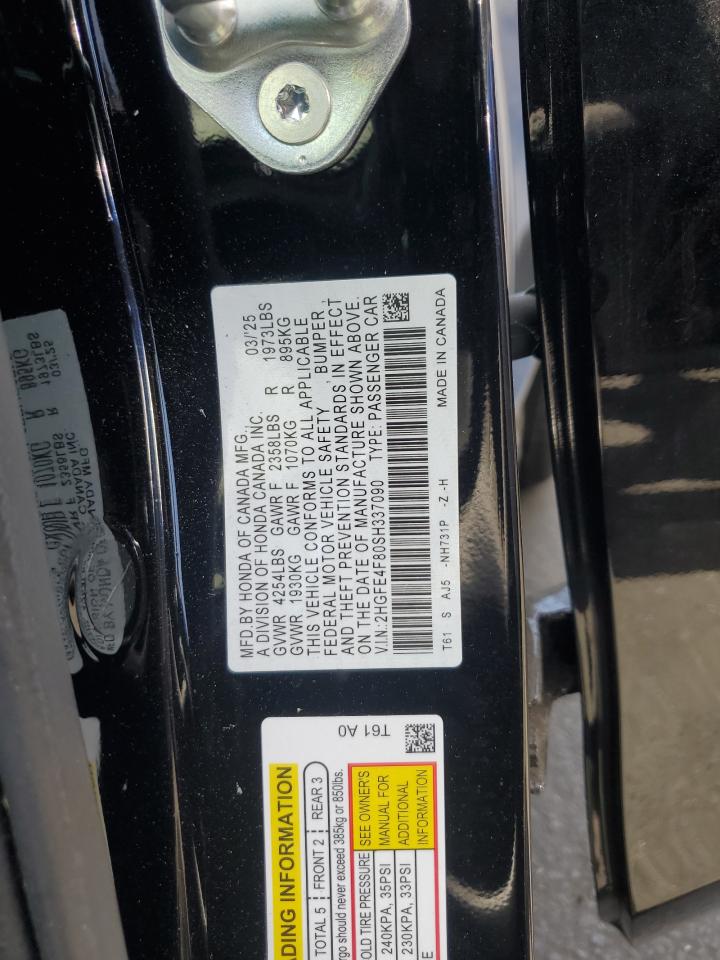 MFD.BY HONDA OF CANADA MFG., 03/'25
A DIVISION OF HONDA CANADA INC.
GVWR 4254LBS GAWR F 2358LBS R 1973LBS
GVWR 1930KG GAWR F 1070KG R 895KG
THIS VEHICLE CONFORMS TO ALL APPLICABLE
FEDERAL MOTOR VEHICLE SAFETY , BUMPER ,
AND THEFT PREVENTION STANDARDS IN EFFECT
ON THE DATE OF MANUFACTURE SHOWN ABOVE.
V.I.N.:2HGFE4F80SH337090 TYPE: PASSENGER CAR
T61 S AJ5 -NH731P -Z -H MADE IN CANADA
T61 A0
ING INFORMATION
TOTAL 5 FRONT 2 REAR 3
should never exceed 385kg or 850lbs.
TIRE PRESSURE SEE OWNER'S
240KPA, 35PSI MANUAL FOR
230KPA, 33PSI ADDITIONAL
INFORMATION